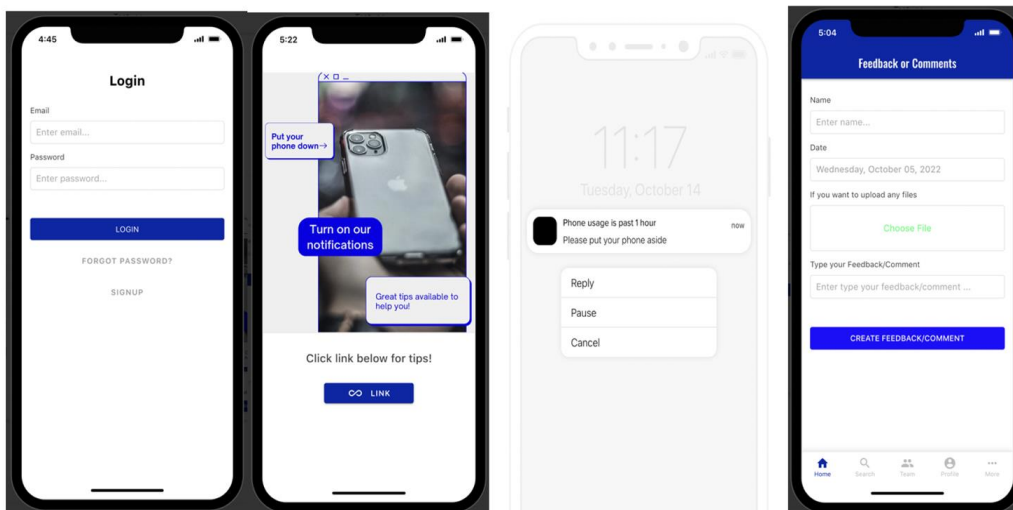 4:45
Login
Email
Enter email...
Password
Enter password...
LOGIN
FORGOT PASSWORD?
SIGNUP
5:22
Put your
phone down→
Turn on our
notifications
Great tips available to
help you!
Click link below for tips!
LINK
11:17
Tuesday, October 14
Phone usage is past 1 hour
now
Please put your phone aside
Reply
Pause
Cancel
5:04
Feedback or Comments
Name
Enter name...
Date
Wednesday, October 05, 2022
If you want to upload any files
Choose File
Type your Feedback/Comment
Enter type your feedback/comment ...
CREATE FEEDBACK/COMMENT
Home Search Team Profile More